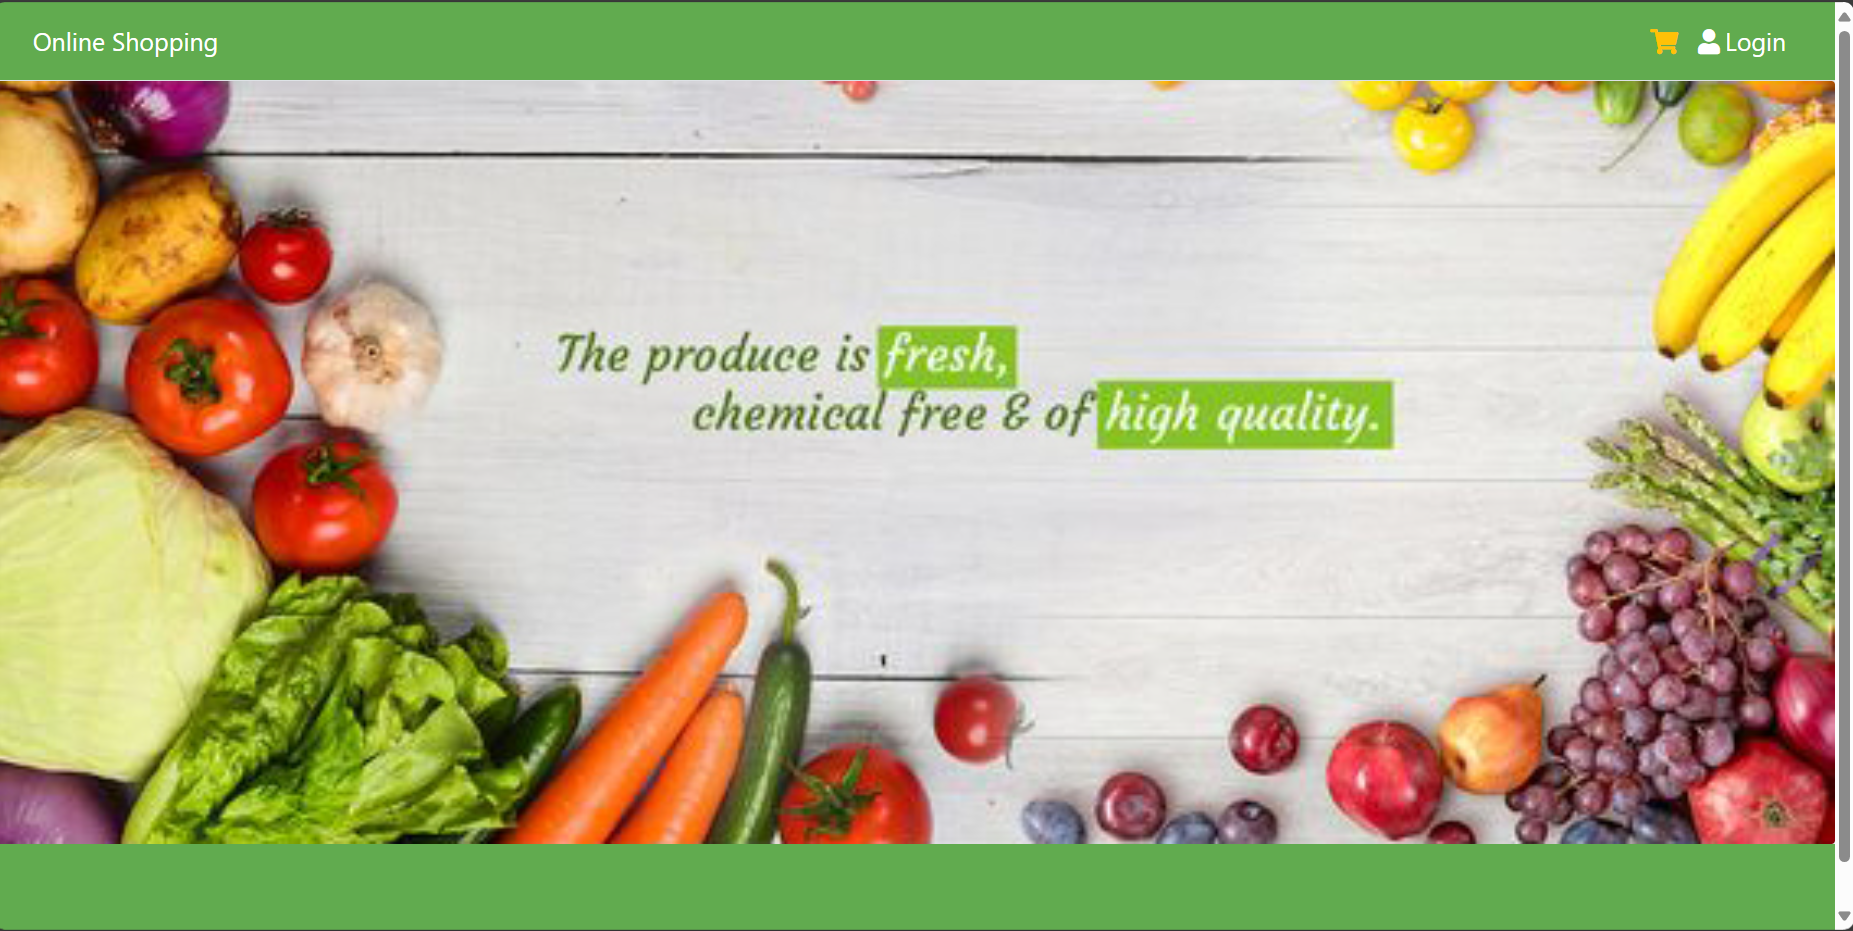 Online Shopping
Login
The produce is fresh,
chemical free & of high quality.